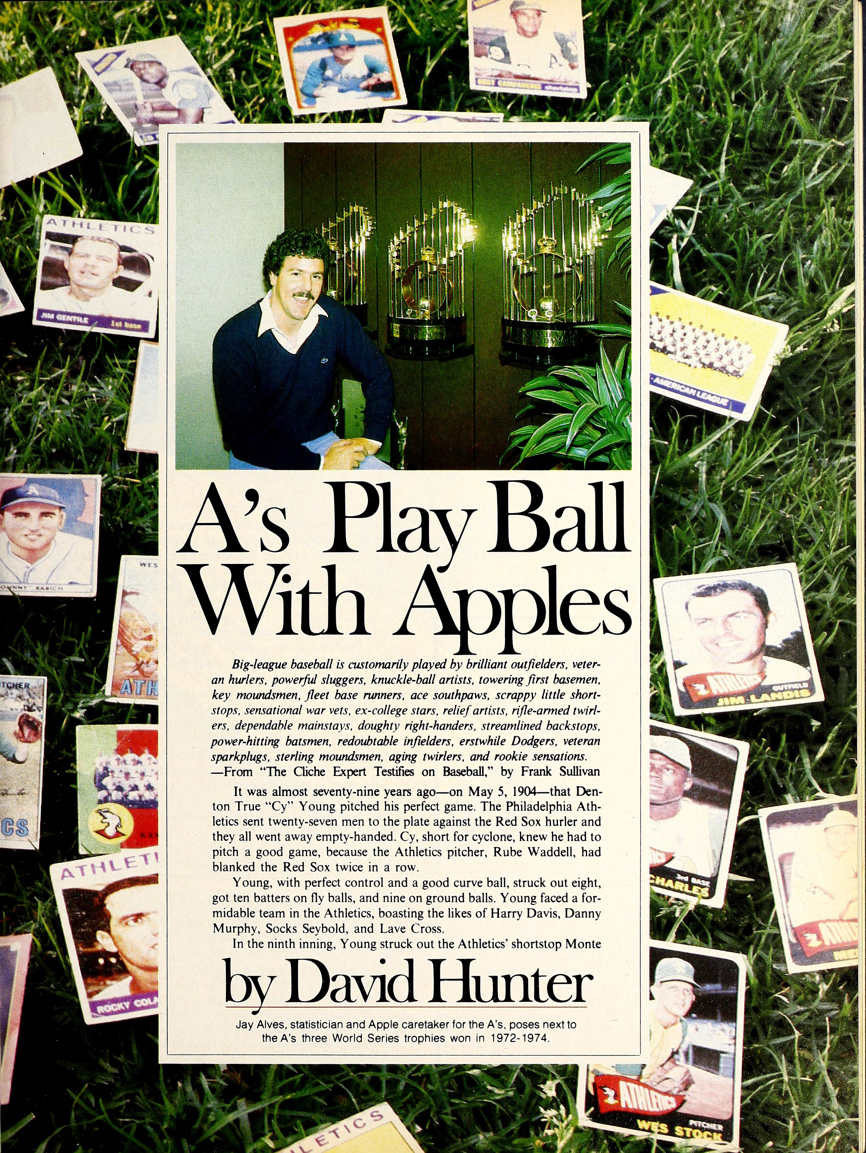 ATHLETICS
JIM GENTILE 1st base
AMERICAN LEAGUE
A's Play Ball
With Apples
Big-league baseball is customarily played by brilliant outfielders, veter-
an hurlers, powerful sluggers, knuckle-ball artists, towering first basemen,
key moundsmen, fleet base runners, ace southpaws, scrappy little short-
stops, sensational war vets, ex-college stars, relief artists, rifle-armed twirl-
ers, dependable mainstays, doughty right-handers, streamlined backstops,
power-hitting batsmen, redoubtable infielders, erstwhile Dodgers, veteran
sparkplugs, sterling moundsmen, aging twirlers, and rookie sensations.
—From "The Cliche Expert Testifies on Baseball," by Frank Sullivan
It was almost seventy-nine years ago—on May 5, 1904—that Den-
ton True "Cy" Young pitched his perfect game. The Philadelphia Ath-
letics sent twenty-seven men to the plate against the Red Sox hurler and
they all went away empty-handed. Cy, short for cyclone, knew he had to
pitch a good game, because the Athletics pitcher, Rube Waddell, had
blanked the Red Sox twice in a row.
Young, with perfect control and a good curve ball, struck out eight,
got ten batters on fly balls, and nine on ground balls. Young faced a for-
midable team in the Athletics, boasting the likes of Harry Davis, Danny
Murphy, Socks Seybold, and Lave Cross.
In the ninth inning, Young struck out the Athletics' shortstop Monte
by David Hunter
Jay Alves, statistician and Apple caretaker for the A's, poses next to
the A's three World Series trophies won in 1972-1974.
WES
ATH
TCHER
CS
ATHLETI
ROCKY COLA
ATHLETICS
OUTFIELD
JIM LANDIS
3rd BASE
CHARLES
ATHLETICS
PITCHER
WES STOCK
LETICS